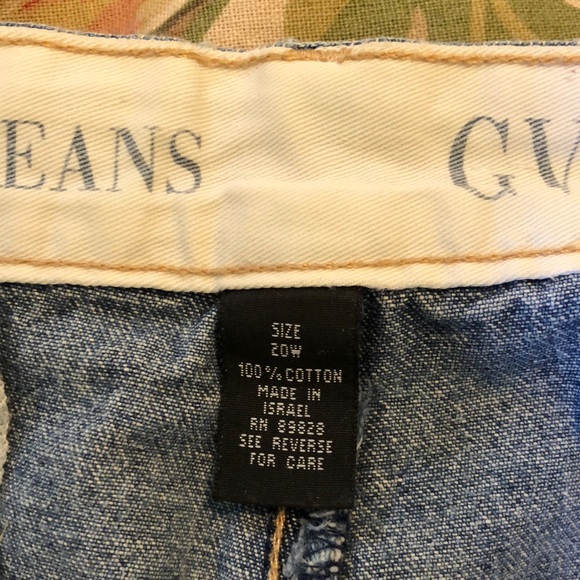 EANS GV
SIZE
20W
100% COTTON
MADE IN
ISRAEL
RN 89828
SEE REVERSE
FOR CARE